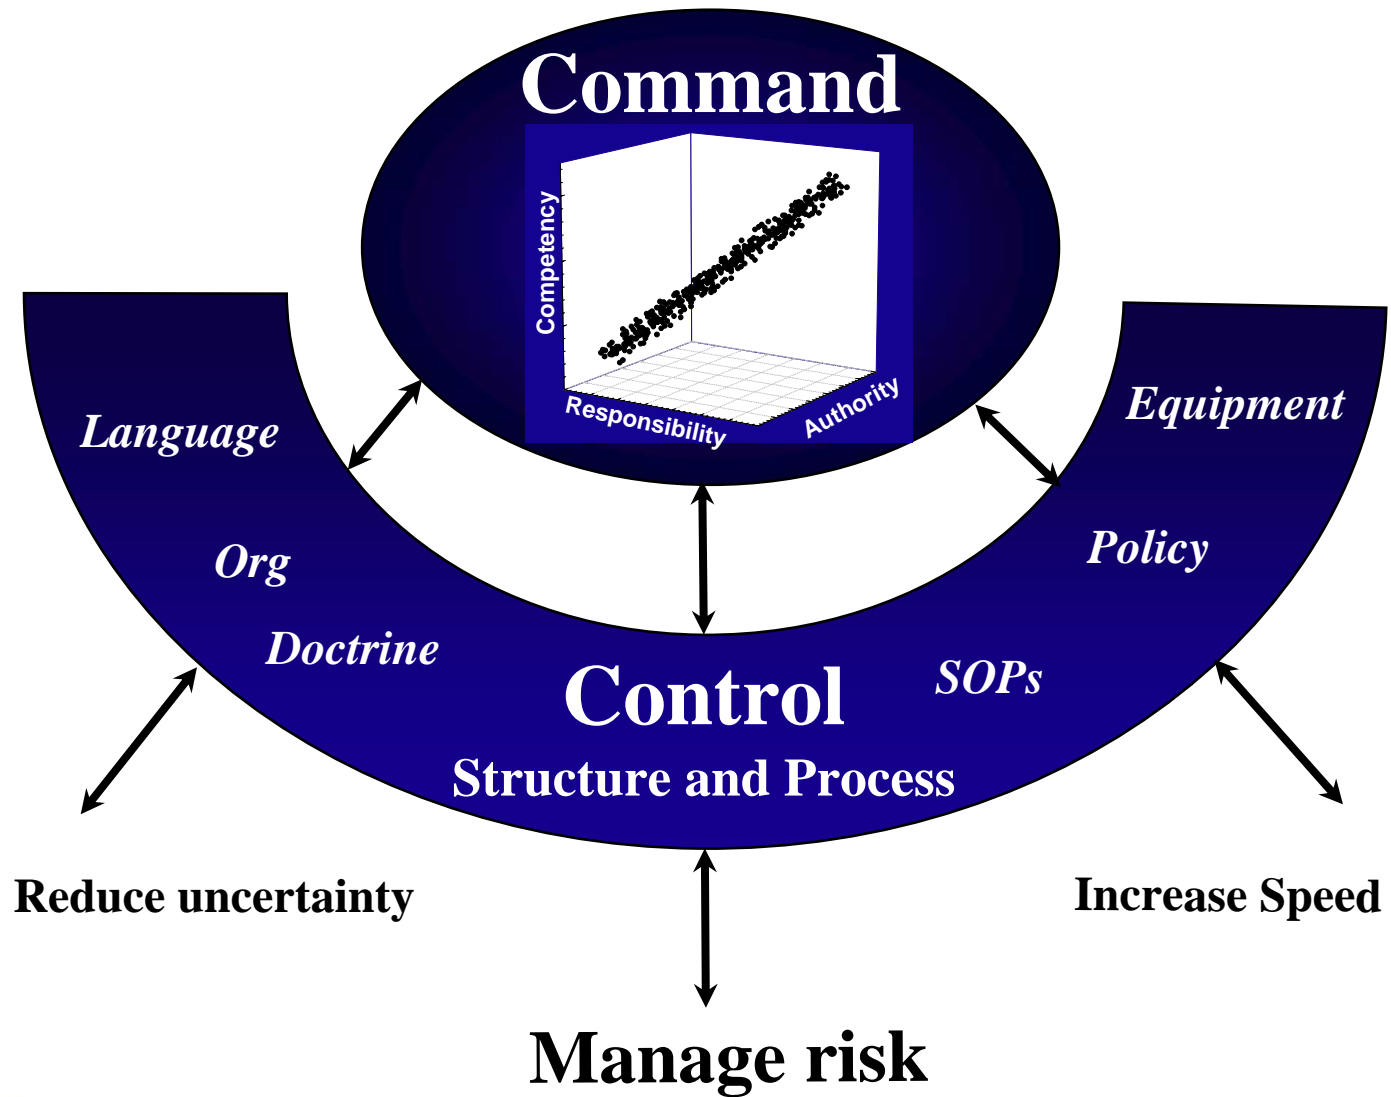 Command
Competency
Responsibility
Authority
Language
Equipment
Org
Policy
Doctrine
SOPs
Control
Structure and Process
Reduce uncertainty
Increase Speed
Manage risk